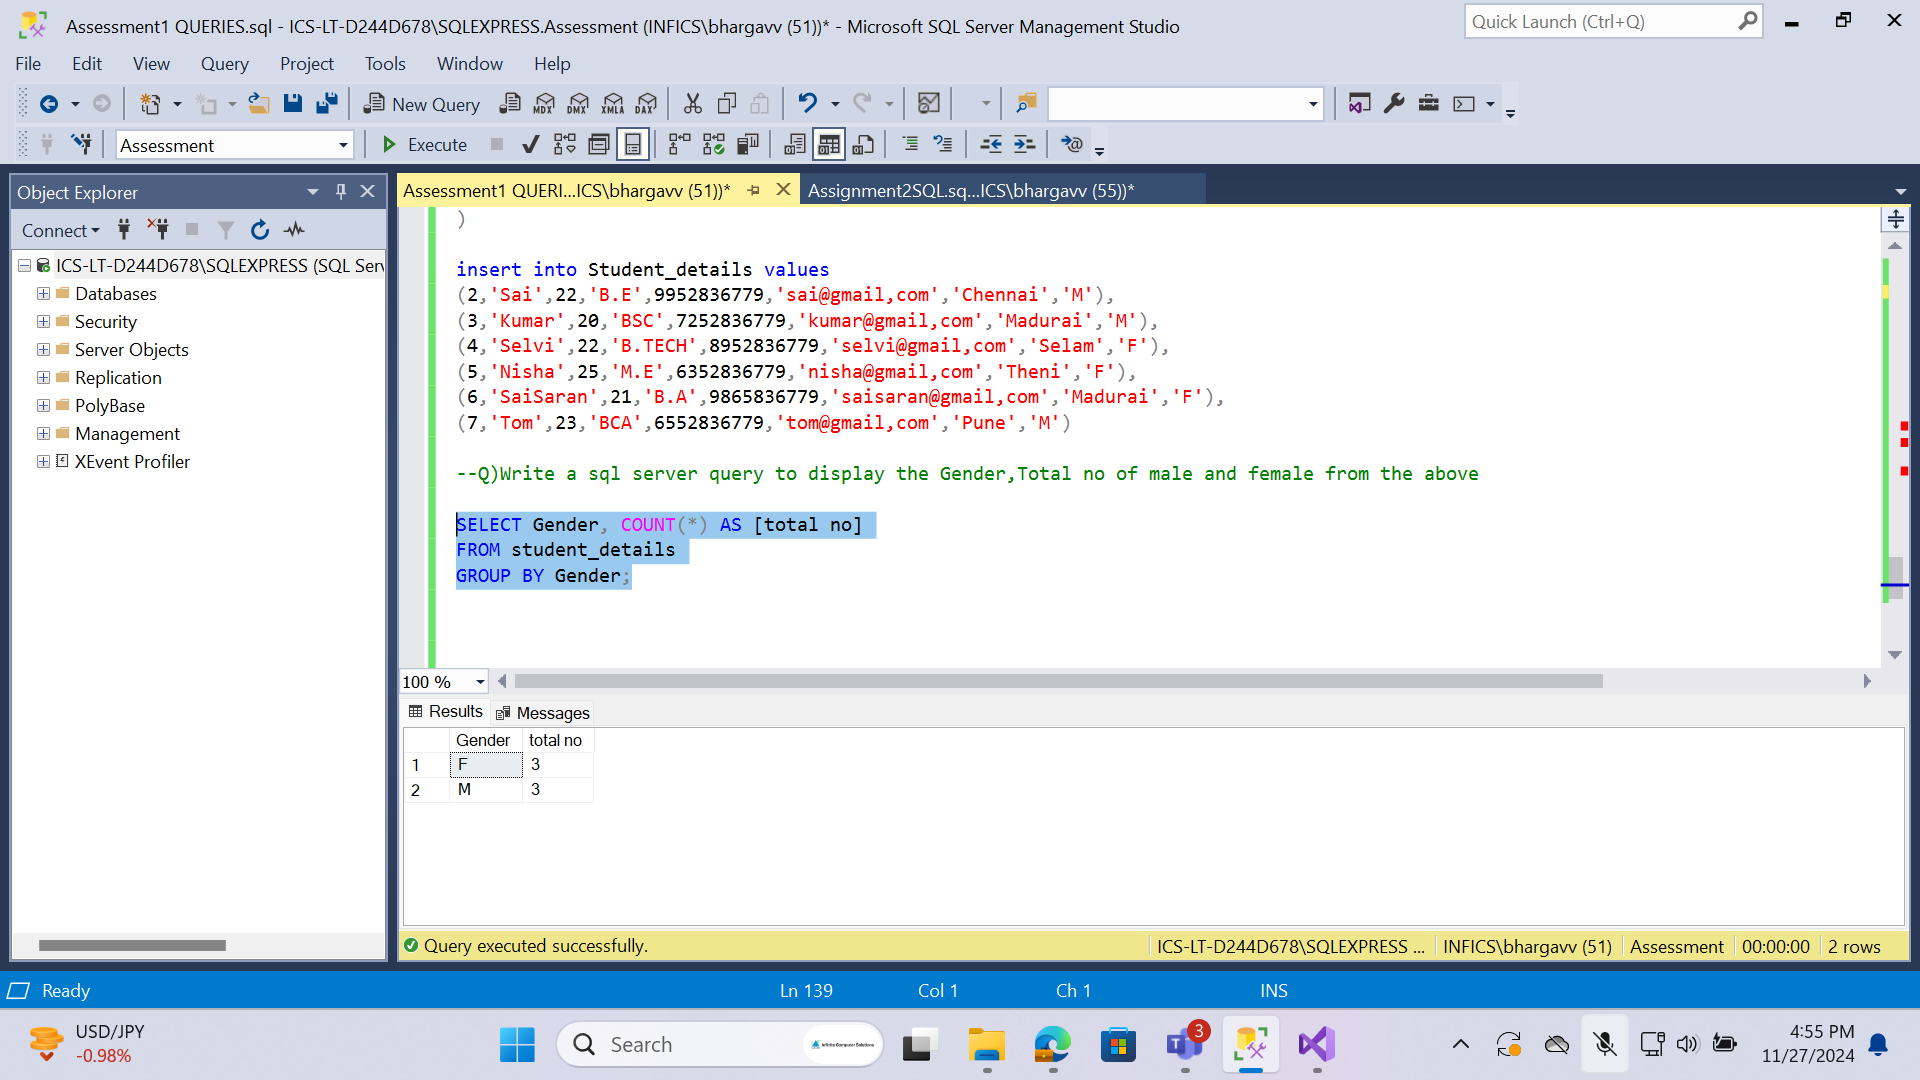 Assessment1 QUERIES.sql - ICS-LT-D244D678\SQLEXPRESS.Assessment (INFICS\bhargavv (51))* - Microsoft SQL Server Management Studio
Quick Launch (Ctrl+Q)
File Edit View Query Project Tools Window Help
New Query MDX DMX XMLA DAX
Assessment Execute
Object Explorer
Connect
ICS-LT-D244D678\SQLEXPRESS (SQL Serv
Databases
Security
Server Objects
Replication
PolyBase
Management
XEvent Profiler
Assessment1 QUERI...ICS\bhargavv (51))* Assignment2SQL.sq...ICS\bhargavv (55))*
)
insert into Student_details values
(2,'Sai',22,'B.E',9952836779,'sai@gmail,com','Chennai','M'),
(3,'Kumar',20,'BSC',7252836779,'kumar@gmail,com','Madurai','M'),
(4,'Selvi',22,'B.TECH',8952836779,'selvi@gmail,com','Selam','F'),
(5,'Nisha',25,'M.E',6352836779,'nisha@gmail,com','Theni','F'),
(6,'SaiSaran',21,'B.A',9865836779,'saisaran@gmail,com','Madurai','F'),
(7,'Tom',23,'BCA',6552836779,'tom@gmail,com','Pune','M')
--Q)Write a sql server query to display the Gender,Total no of male and female from the above
SELECT Gender, COUNT(*) AS [total no]
FROM student_details
GROUP BY Gender;
100 %
Results Messages
Gender total no
1 F 3
2 M 3
Query executed successfully. ICS-LT-D244D678\SQLEXPRESS ... INFICS\bhargavv (51) Assessment 00:00:00 2 rows
Ready Ln 139 Col 1 Ch 1 INS
USD/JPY
-0.98%
Search
Infinite Computer Solutions
3
4:55 PM
11/27/2024